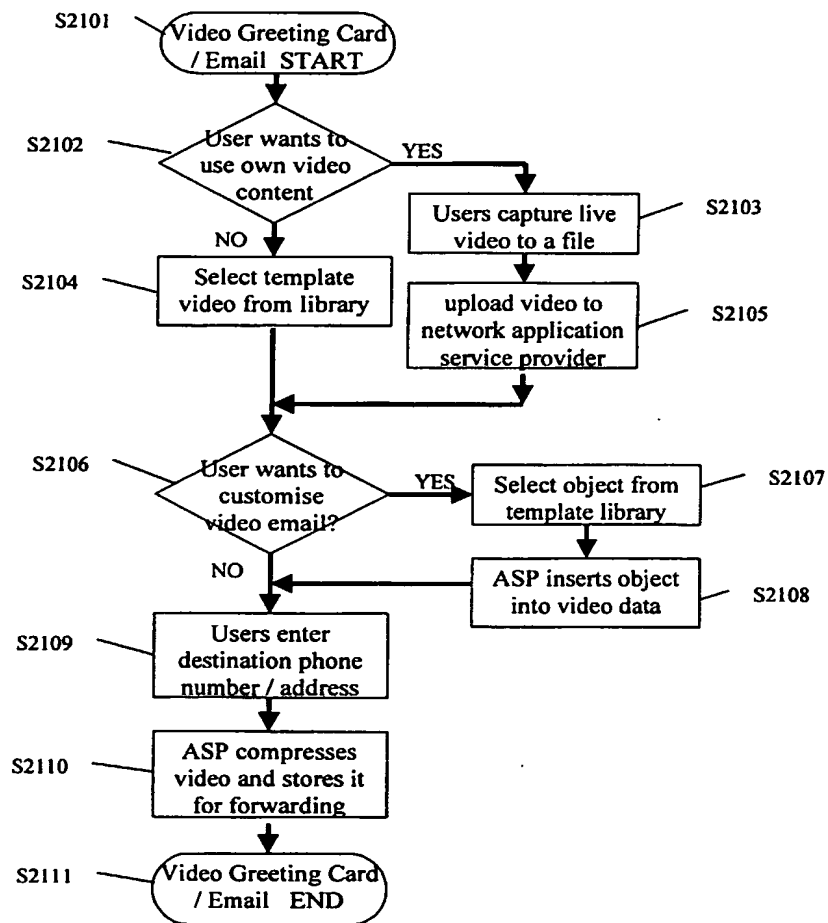 S2101
Video Greeting Card
/ Email START
S2102
User wants to
use own video
content
YES
NO
Users capture live
video to a file
S2103
S2104
Select template
video from library
upload video to
network application
service provider
S2105
S2106
User wants to
customise
video email?
YES
NO
Select object from
template library
S2107
ASP inserts object
into video data
S2108
S2109
Users enter
destination phone
number / address
S2110
ASP compresses
video and stores it
for forwarding
S2111
Video Greeting Card
/ Email END